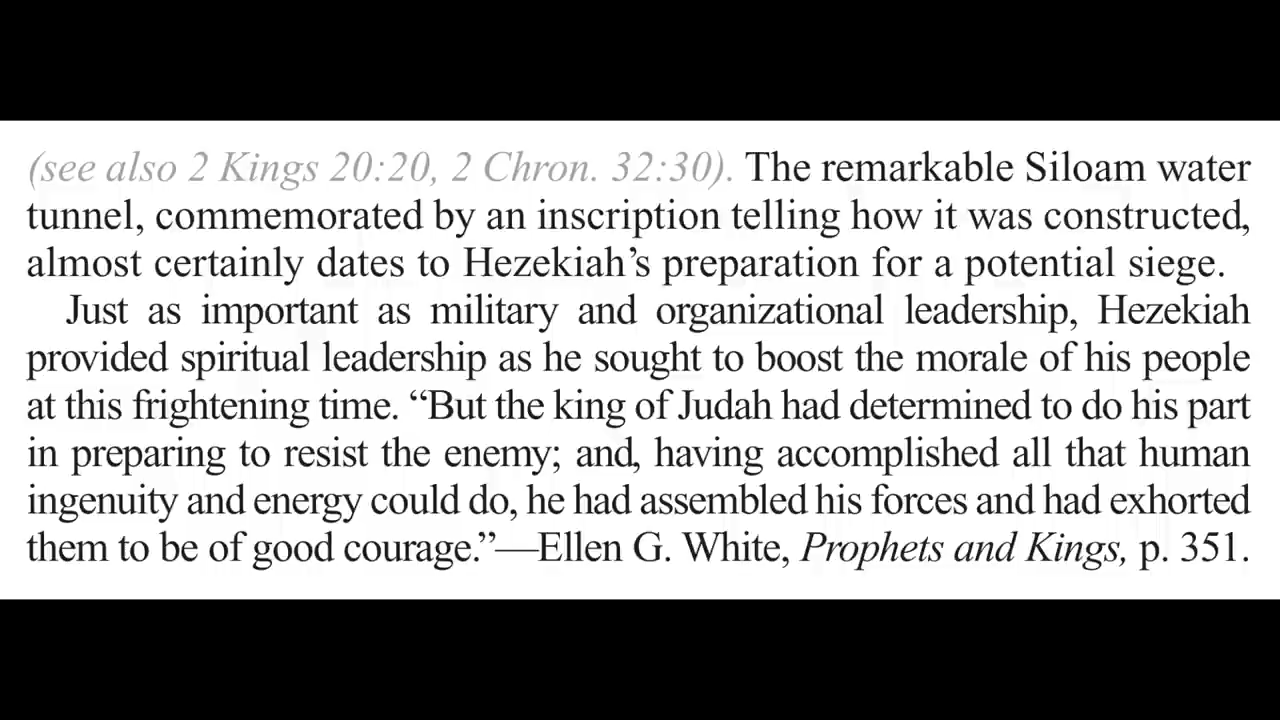 (see also 2 Kings 20:20, 2 Chron. 32:30). The remarkable Siloam water
tunnel, commemorated by an inscription telling how it was constructed,
almost certainly dates to Hezekiah’s preparation for a potential siege.
Just as important as military and organizational leadership, Hezekiah
provided spiritual leadership as he sought to boost the morale of his people
at this frightening time. “But the king of Judah had determined to do his part
in preparing to resist the enemy; and, having accomplished all that human
ingenuity and energy could do, he had assembled his forces and had exhorted
them to be of good courage.”—Ellen G. White, Prophets and Kings, p. 351.